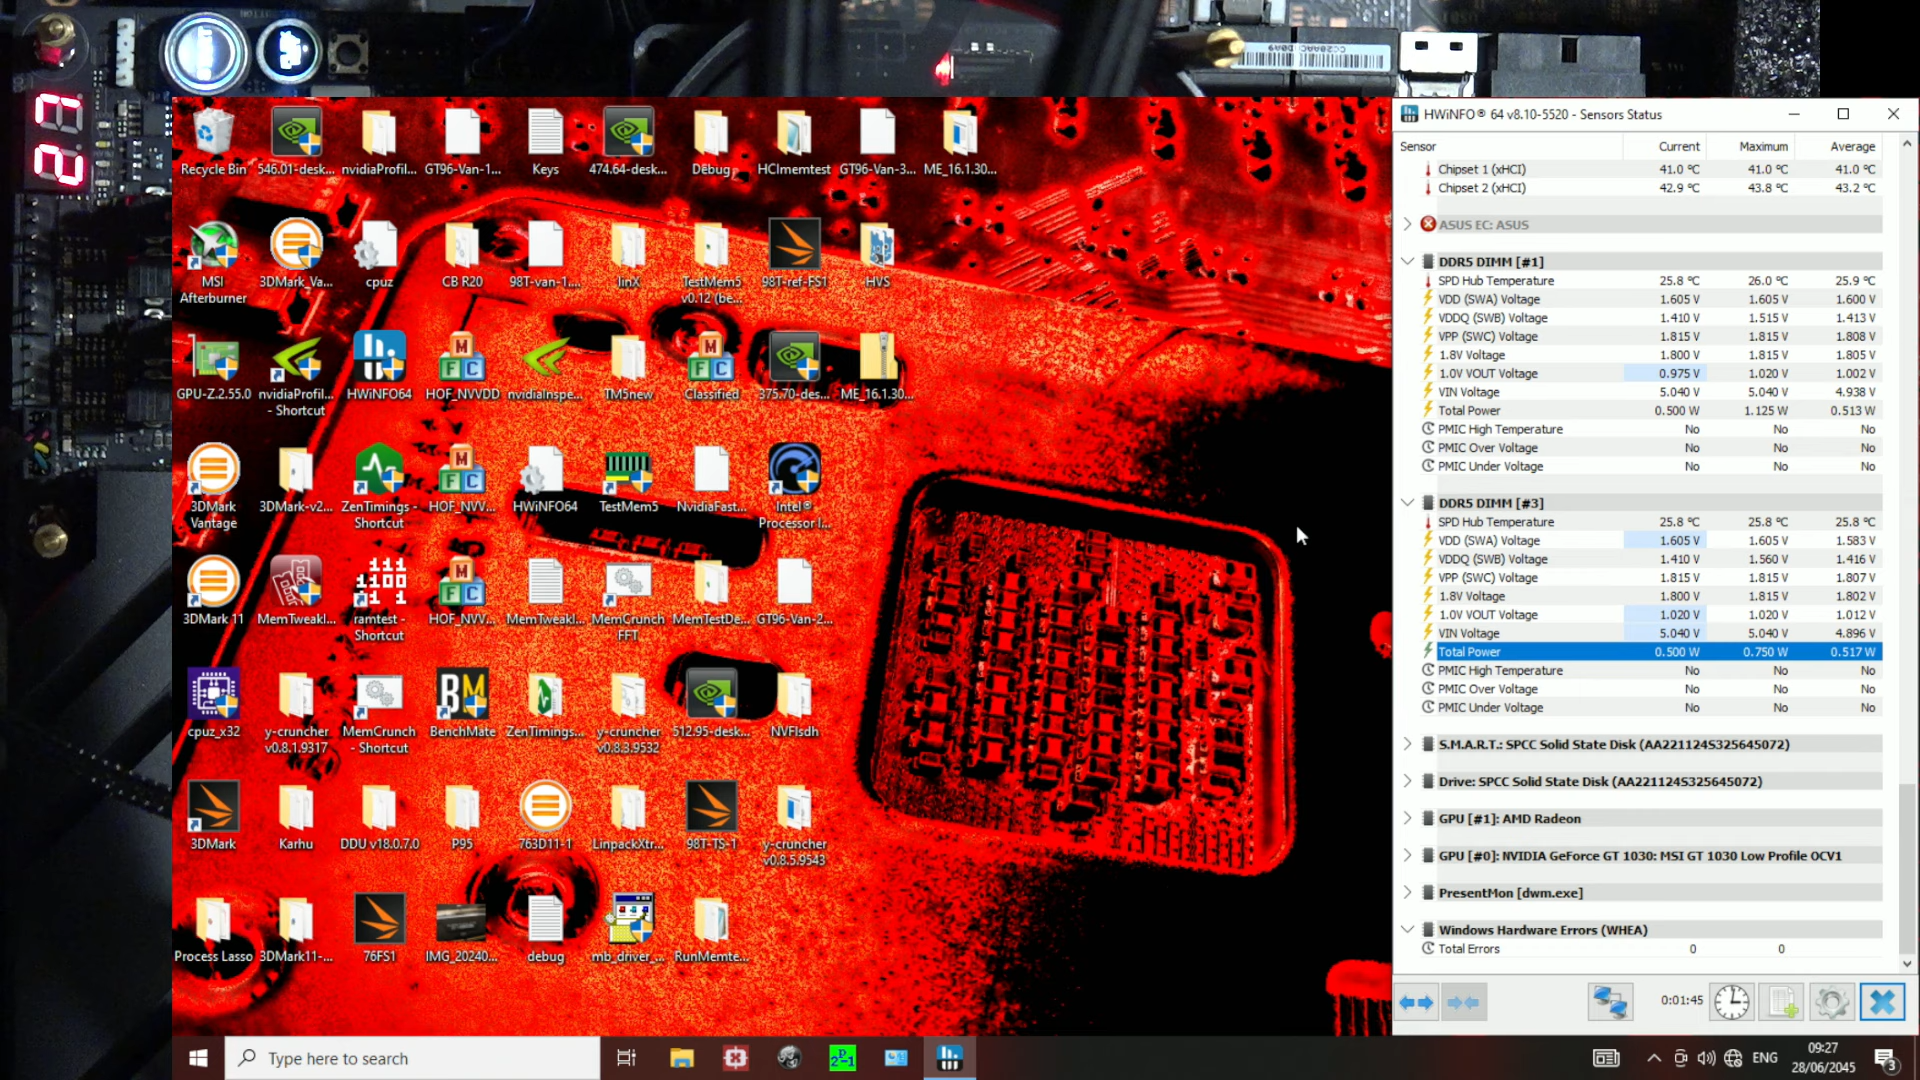 HWiNFO® 64 v8.10-5520 - Sensors Status
Sensor Current Maximum Average
Chipset 1 (xHCI) 41.0 °C 41.0 °C 41.0 °C
Chipset 2 (xHCI) 42.9 °C 43.8 °C 43.2 °C
ASUS EC: ASUS
DDR5 DIMM [#1]
SPD Hub Temperature 25.8 °C 26.0 °C 25.9 °C
VDD (SWA) Voltage 1.605 V 1.605 V 1.600 V
VDDQ (SWB) Voltage 1.410 V 1.515 V 1.413 V
VPP (SWC) Voltage 1.815 V 1.815 V 1.808 V
1.8V Voltage 1.800 V 1.815 V 1.805 V
1.0V VOUT Voltage 0.975 V 1.020 V 1.002 V
VIN Voltage 5.040 V 5.040 V 4.938 V
Total Power 0.500 W 1.125 W 0.513 W
PMIC High Temperature No No No
PMIC Over Voltage No No No
PMIC Under Voltage No No No
DDR5 DIMM [#3]
SPD Hub Temperature 25.8 °C 25.8 °C 25.8 °C
VDD (SWA) Voltage 1.605 V 1.605 V 1.583 V
VDDQ (SWB) Voltage 1.410 V 1.560 V 1.416 V
VPP (SWC) Voltage 1.815 V 1.815 V 1.807 V
1.8V Voltage 1.800 V 1.815 V 1.802 V
1.0V VOUT Voltage 1.020 V 1.020 V 1.012 V
VIN Voltage 5.040 V 5.040 V 4.896 V
Total Power 0.500 W 0.750 W 0.517 W
PMIC High Temperature No No No
PMIC Over Voltage No No No
PMIC Under Voltage No No No
S.M.A.R.T.: SPCC Solid State Disk (AA221124S325645072)
Drive: SPCC Solid State Disk (AA221124S325645072)
GPU [#1]: AMD Radeon
GPU [#0]: NVIDIA GeForce GT 1030: MSI GT 1030 Low Profile OCV1
PresentMon [dwm.exe]
Windows Hardware Errors (WHEA)
Total Errors 0 0
0:01:45
Recycle Bin 546.01-desk... nvidiaProfil... GT96-Van-1... Keys 474.64-desk... Debug HCImemtest GT96-Van-3... ME_16.1.30...
MSI Afterburner 3DMark_Va... cpuz CB R20 98T-van-1.... linX TestMem5 v0.12 (be... 98T-ref-FS1 HVS
GPU-Z.2.55.0 nvidiaProfil... - Shortcut HWiNFO64 HOF_NVVDD nvidiaInspe... TM5new Classified 375.70-des... ME_16.1.30...
3DMark Vantage 3DMark-v2... ZenTimings - Shortcut HOF_NVV... HWiNFO64 TestMem5 NvidiaFast... Intel® Processor I...
3DMark 11 MemTweakI... ramtest - Shortcut HOF_NVV... MemTweakI... MemCrunch FFT MemTestDe... GT96-Van-2...
cpuz_x32 y-cruncher v0.8.1.9317 MemCrunch - Shortcut BenchMate ZenTimings... y-cruncher v0.8.3.9532 512.95-desk... NVFlsdh
3DMark Karhu DDU v18.0.7.0 P95 763D11-1 LinpackXtr... 98T-TS-1 y-cruncher v0.8.5.9543
Process Lasso 3DMark11-... 76FS1 IMG_20240... debug mb_driver_... RunMemte...
Type here to search
ENG
09:27
28/06/2045
3